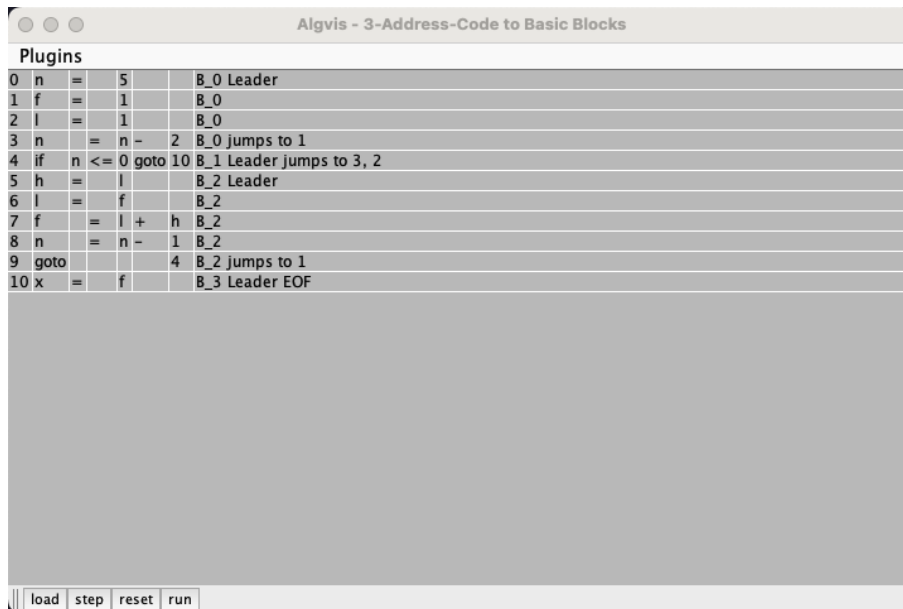 Algvis - 3-Address-Code to Basic Blocks
Plugins
0 n = 5 B_0 Leader
1 f = 1 B_0
2 l = 1 B_0
3 n = n - 2 B_0 jumps to 1
4 if n <= 0 goto 10 B_1 Leader jumps to 3, 2
5 h = l B_2 Leader
6 l = f B_2
7 f = l + h B_2
8 n = n - 1 B_2
9 goto 4 B_2 jumps to 1
10 x = f B_3 Leader EOF
load step reset run